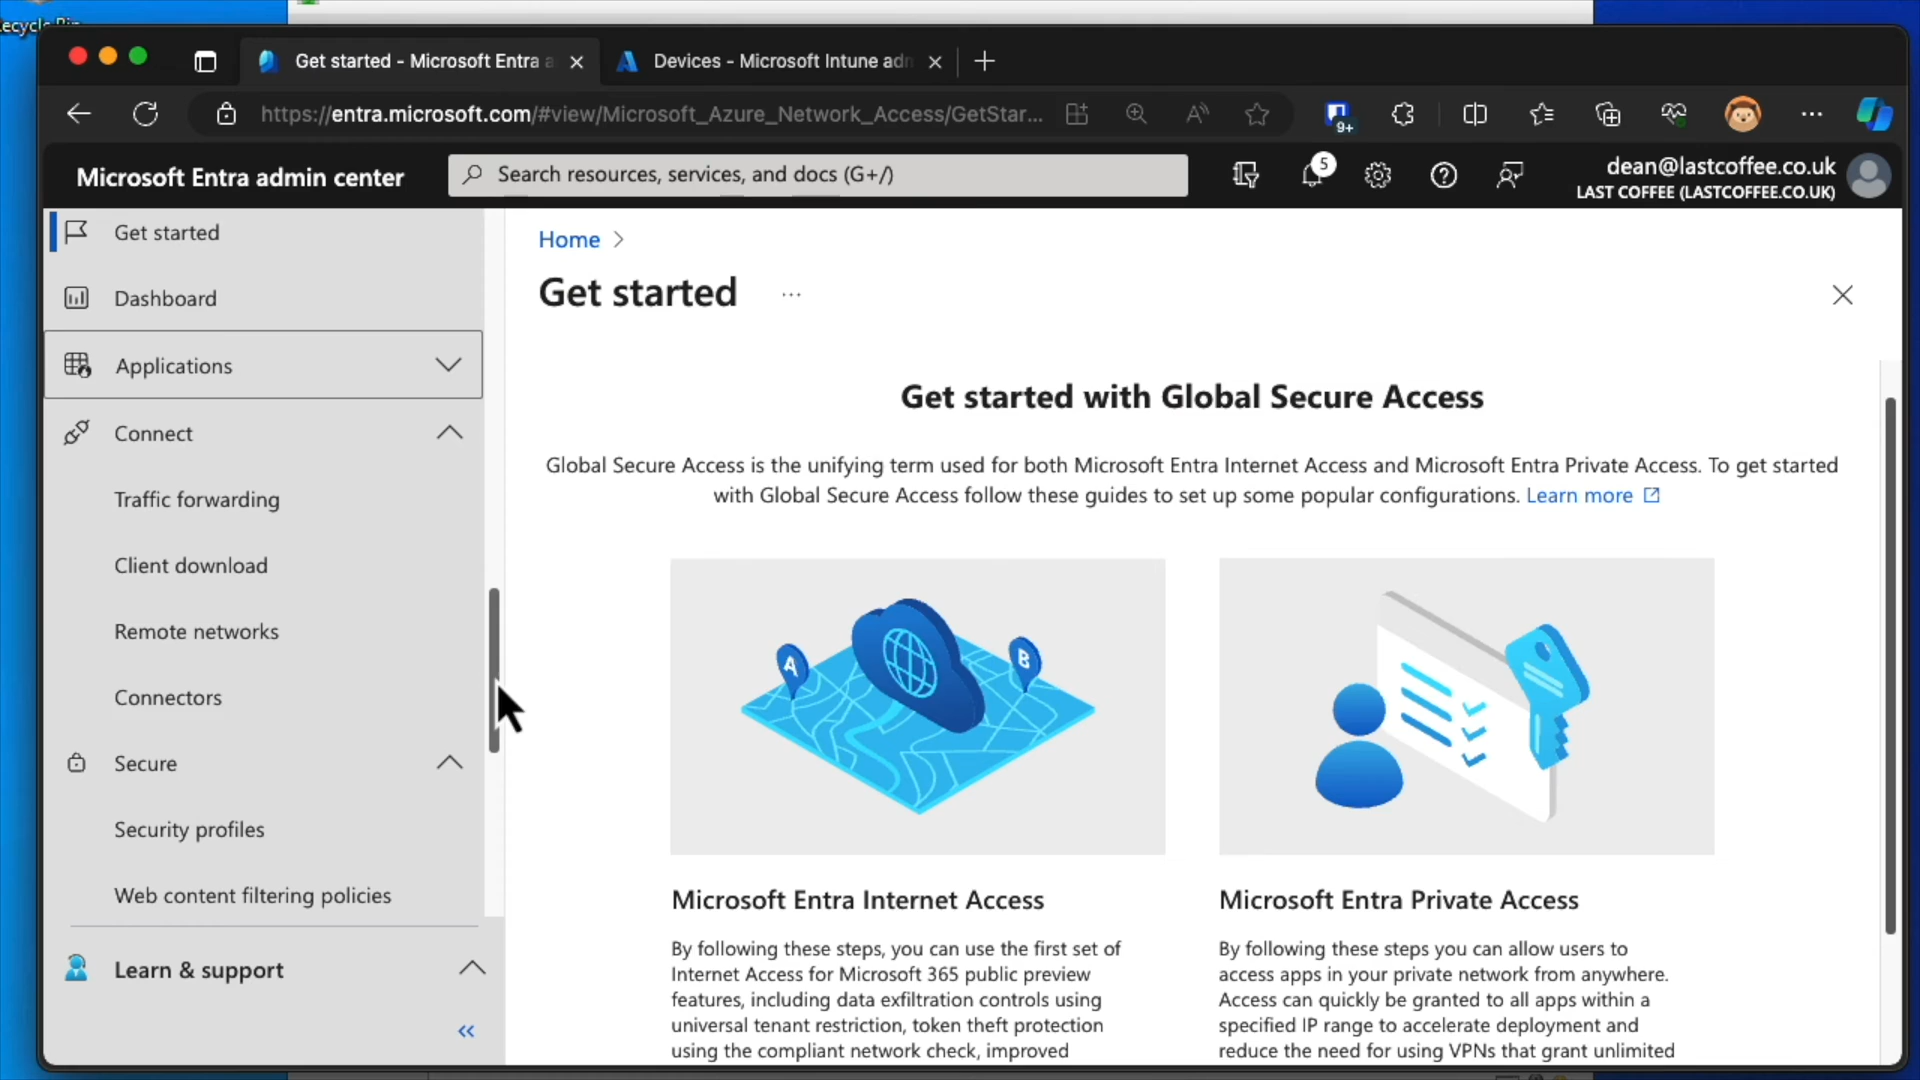 Get started - Microsoft Entra a
Devices - Microsoft Intune adn
https://entra.microsoft.com/#view/Microsoft_Azure_Network_Access/GetStar...
9+
Microsoft Entra admin center
Search resources, services, and docs (G+/)
5
dean@lastcoffee.co.uk
LAST COFFEE (LASTCOFFEE.CO.UK)
Get started
Dashboard
Applications
Connect
Traffic forwarding
Client download
Remote networks
Connectors
Secure
Security profiles
Web content filtering policies
Learn & support
Home
Get started
Get started with Global Secure Access
Global Secure Access is the unifying term used for both Microsoft Entra Internet Access and Microsoft Entra Private Access. To get started
with Global Secure Access follow these guides to set up some popular configurations. Learn more
A
B
Microsoft Entra Internet Access
By following these steps, you can use the first set of
Internet Access for Microsoft 365 public preview
features, including data exfiltration controls using
universal tenant restriction, token theft protection
using the compliant network check, improved
Microsoft Entra Private Access
By following these steps you can allow users to
access apps in your private network from anywhere.
Access can quickly be granted to all apps within a
specified IP range to accelerate deployment and
reduce the need for using VPNs that grant unlimited